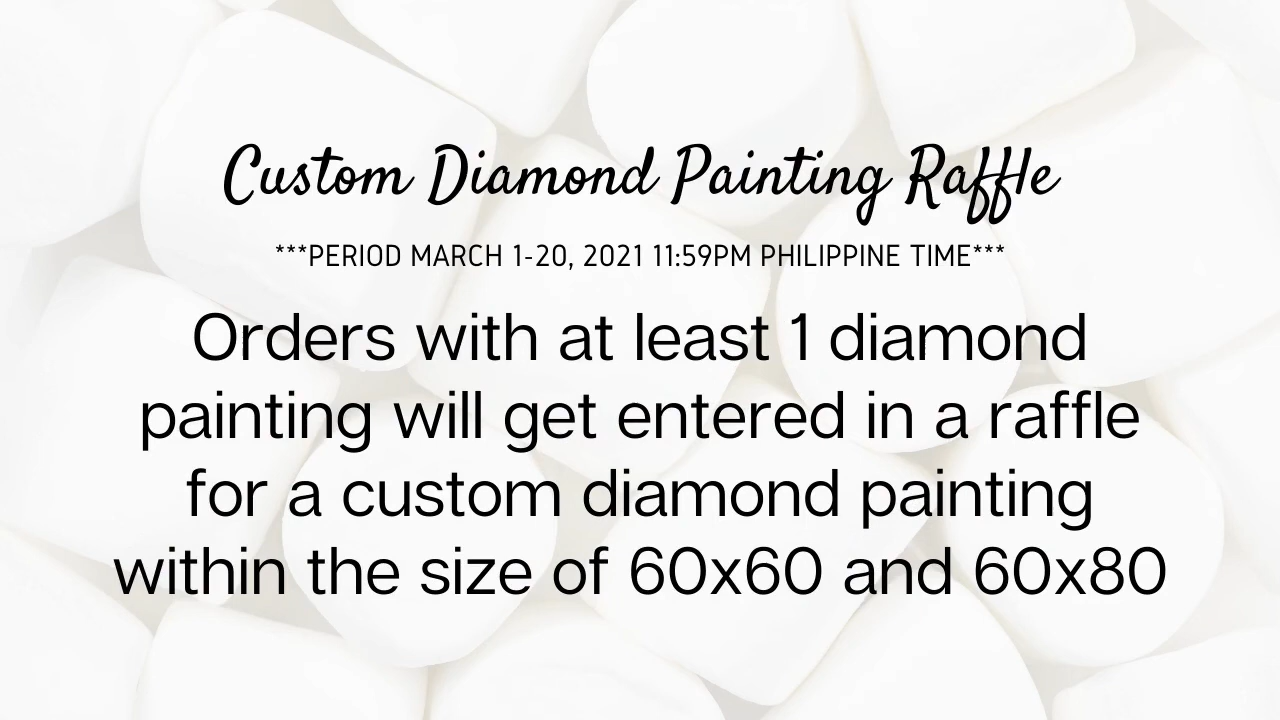 Custom Diamond Painting Raffle
***PERIOD MARCH 1-20, 2021 11:59PM PHILIPPINE TIME***
Orders with at least 1 diamond
painting will get entered in a raffle
for a custom diamond painting
within the size of 60x60 and 60x80